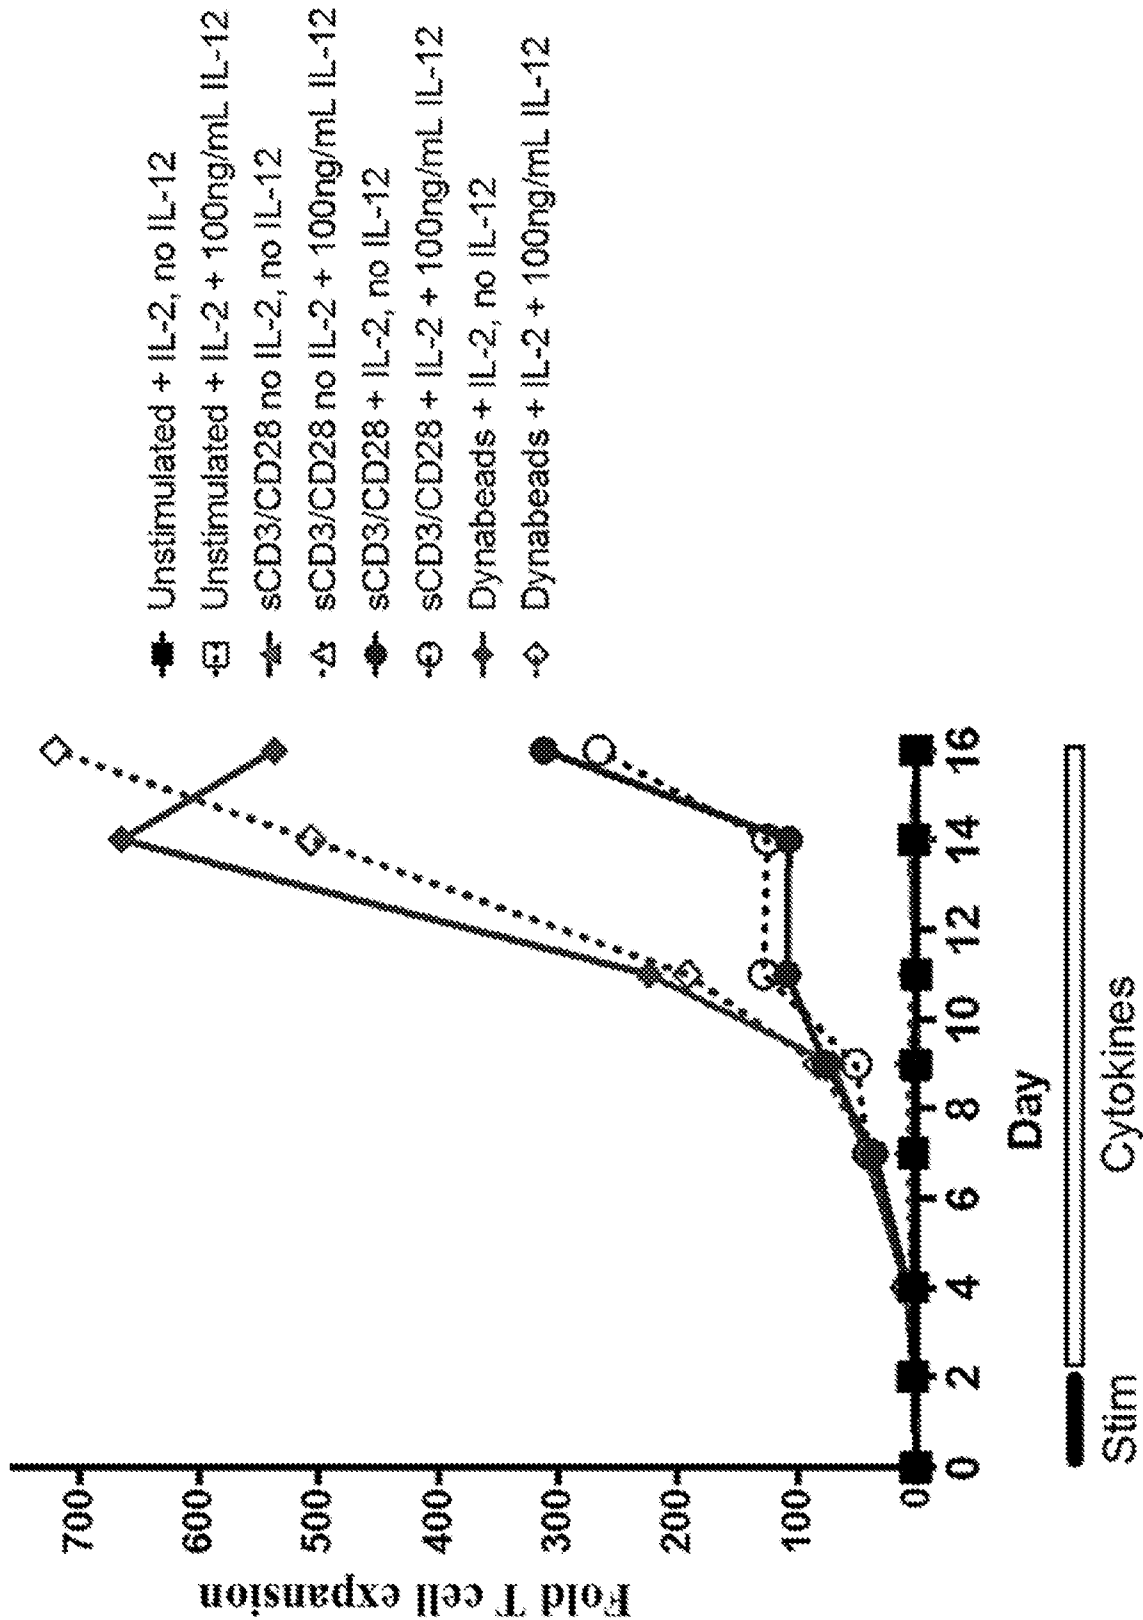 Fold T cell expansion
700
600
500
400
300
200
100
0
0 2 4 6 8 10 12 14 16
Day
Stim Cytokines
Unstimulated + IL-2, no IL-12
Unstimulated + IL-2 + 100ng/mL IL-12
sCD3/CD28 no IL-2, no IL-12
sCD3/CD28 no IL-2 + 100ng/mL IL-12
sCD3/CD28 + IL-2, no IL-12
sCD3/CD28 + IL-2 + 100ng/mL IL-12
Dynabeads + IL-2, no IL-12
Dynabeads + IL-2 + 100ng/mL IL-12